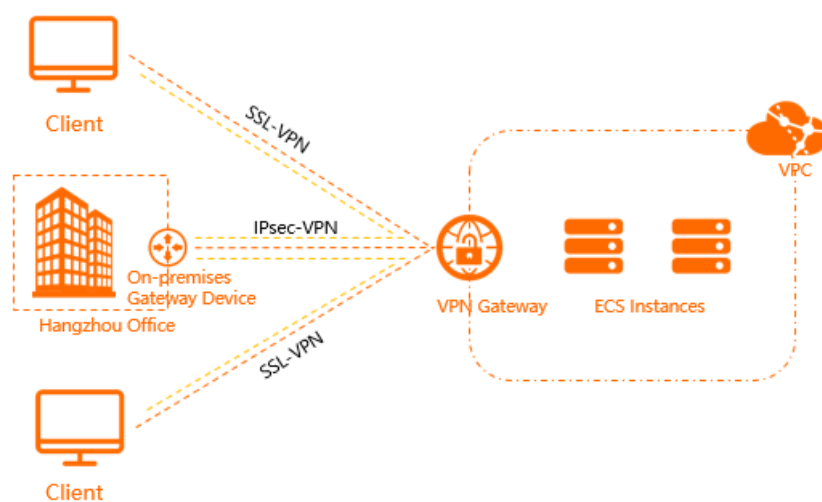 Client
SSL-VPN
VPC
IPsec-VPN
On-premises
Gateway Device
Hangzhou Office
VPN Gateway
ECS Instances
SSL-VPN
Client